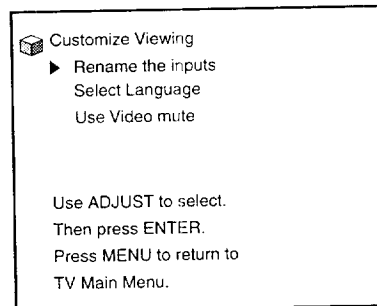 Customize Viewing
Rename the inputs
Select Language
Use Video mute
Use ADJUST to select.
Then press ENTER.
Press MENU to return to
TV Main Menu.